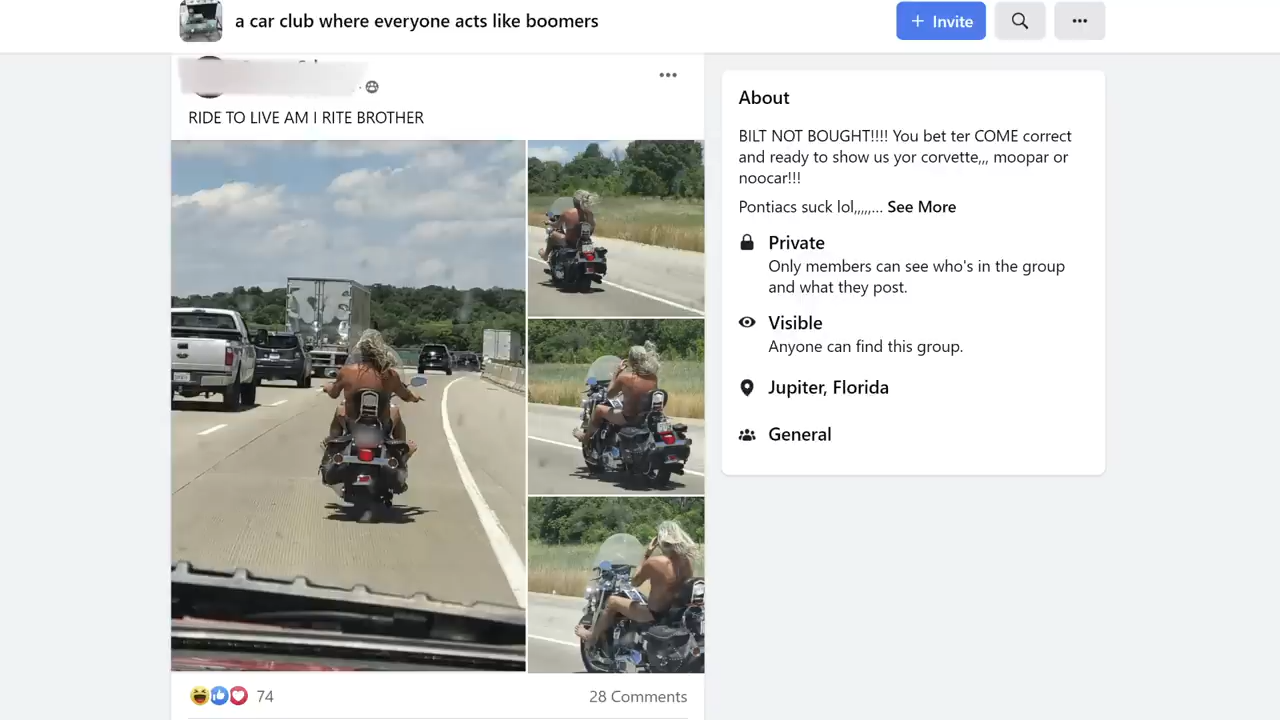 a car club where everyone acts like boomers
+ Invite
RIDE TO LIVE AM I RITE BROTHER
74
28 Comments
About
BILT NOT BOUGHT!!!! You bet ter COME correct
and ready to show us yor corvette,,, moopar or
noocar!!!
Pontiacs suck lol,,,,,... See More
Private
Only members can see who's in the group
and what they post.
Visible
Anyone can find this group.
Jupiter, Florida
General